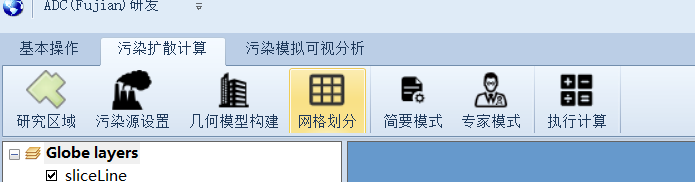 ADC(Fujian)研发
基本操作 污染扩散计算 污染模拟可视分析
研究区域 污染源设置 几何模型构建 网格划分 简要模式 专家模式 执行计算
Globe layers
sliceLine